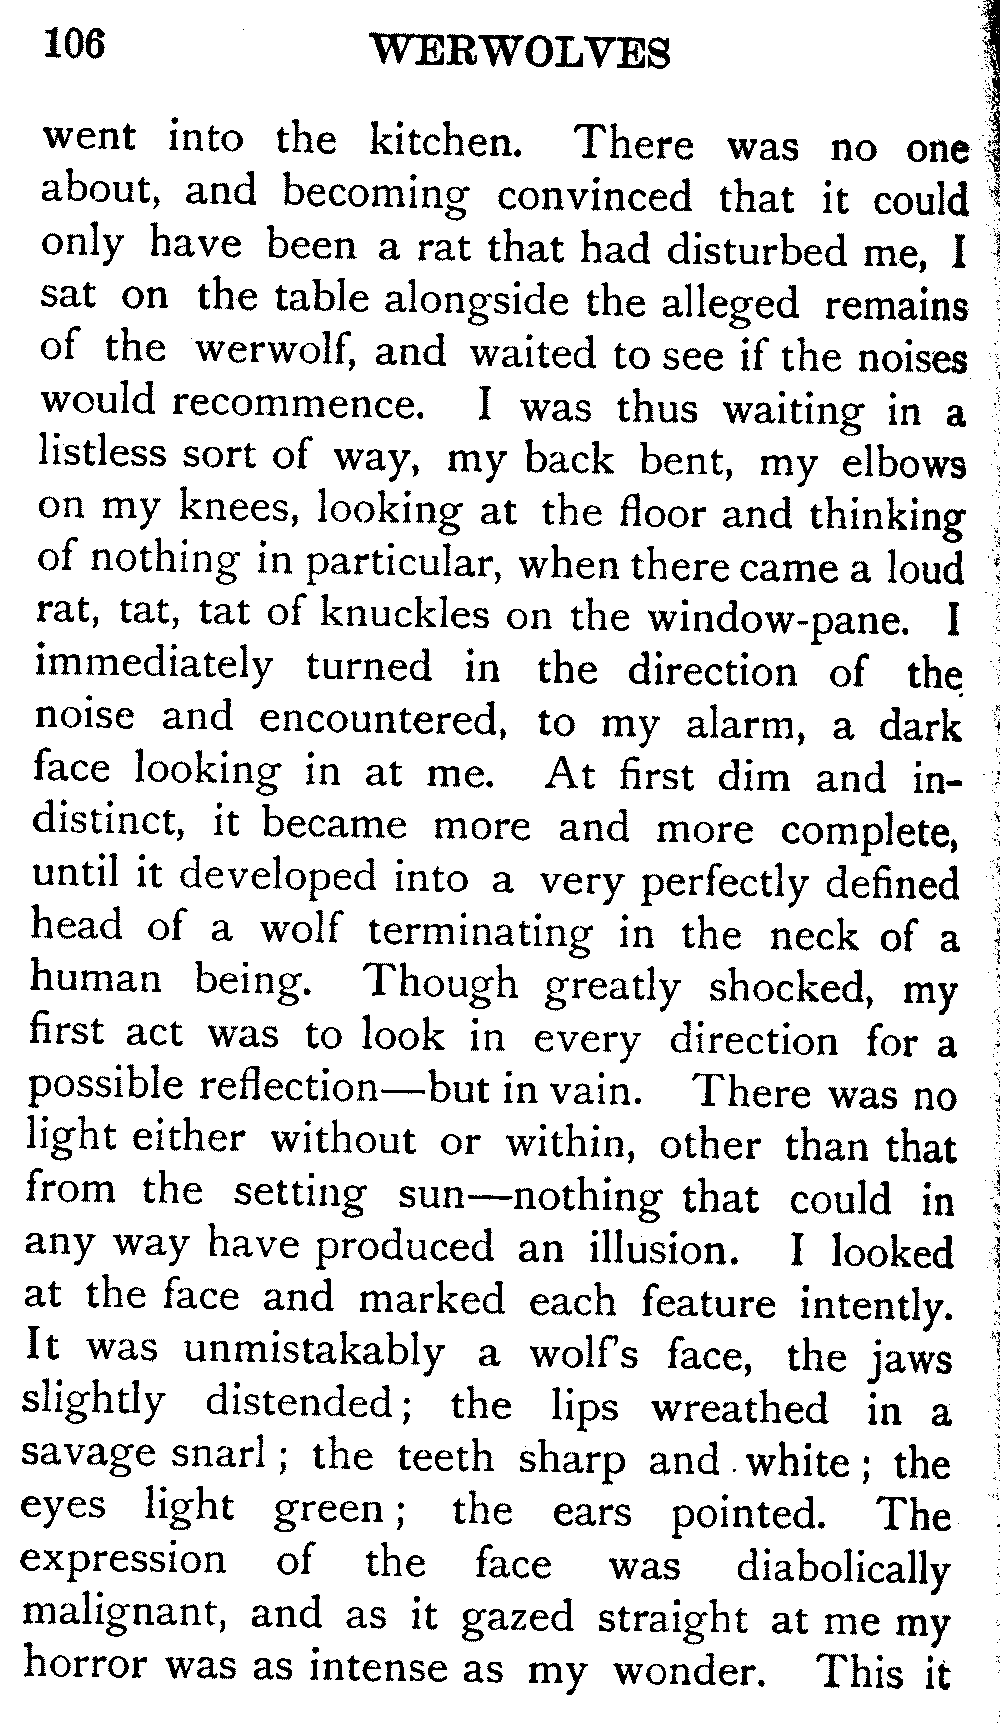 106 WERWOLVES
went into the kitchen. There was no one
about, and becoming convinced that it could
only have been a rat that had disturbed me, I
sat on the table alongside the alleged remains
of the werwolf, and waited to see if the noises
would recommence. I was thus waiting in a
listless sort of way, my back bent, my elbows
on my knees, looking at the floor and thinking
of nothing in particular, when there came a loud
rat, tat, tat of knuckles on the window-pane. I
immediately turned in the direction of the
noise and encountered, to my alarm, a dark
face looking in at me. At first dim and in-
distinct, it became more and more complete,
until it developed into a very perfectly defined
head of a wolf terminating in the neck of a
human being. Though greatly shocked, my
first act was to look in every direction for a
possible reflection—but in vain. There was no
light either without or within, other than that
from the setting sun—nothing that could in
any way have produced an illusion. I looked
at the face and marked each feature intently.
It was unmistakably a wolf's face, the jaws
slightly distended; the lips wreathed in a
savage snarl; the teeth sharp and white; the
eyes light green; the ears pointed. The
expression of the face was diabolically
malignant, and as it gazed straight at me my
horror was as intense as my wonder. This it